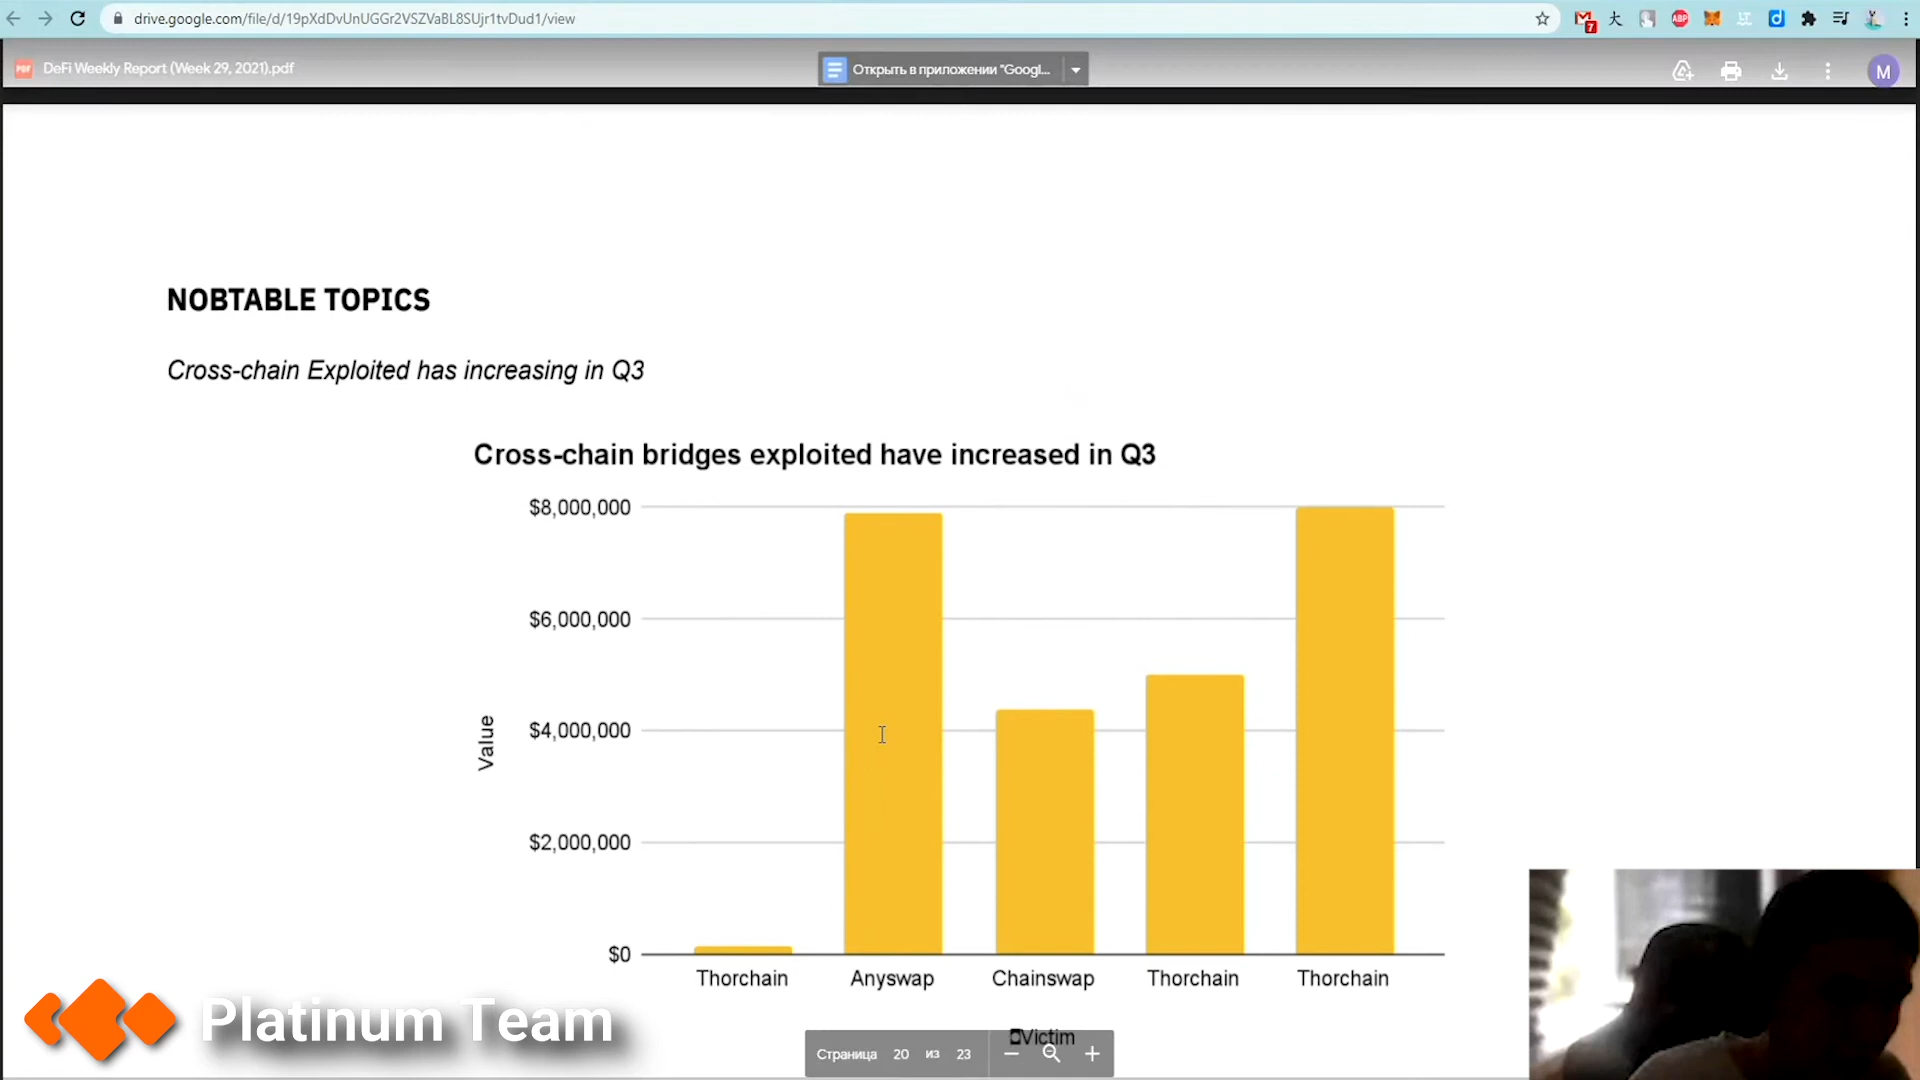 drive.google.com/file/d/19pXdDvUnUGGr2VSZVaBL8SUjr1tvDud1/view
7
ABP
PDF DeFi Weekly Report (Week 29, 2021).pdf
Открыть в приложении "Googl...
M
NOBTABLE TOPICS
Cross-chain Exploited has increasing in Q3
Cross-chain bridges exploited have increased in Q3
$8,000,000
$6,000,000
$4,000,000
$2,000,000
$0
Value
Thorchain Anyswap Chainswap Thorchain Thorchain
Victim
Platinum Team
Страница 20 из 23